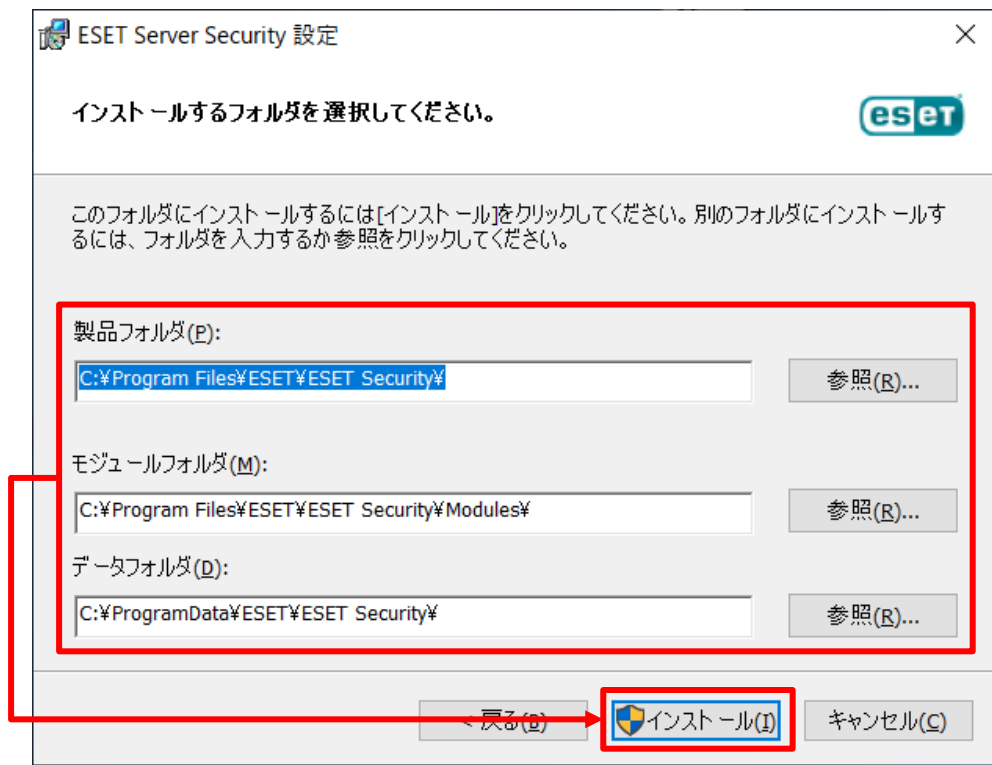 ESET Server Security 設定
インストールするフォルダを選択してください。
eseT
このフォルダにインストールするには[インストール]をクリックしてください。別のフォルダにインストールす
るには、フォルダを入力するか参照をクリックしてください。
製品フォルダ(P):
C:¥Program Files¥ESET¥ESET Security¥
参照(R)...
モジュールフォルダ(M):
C:¥Program Files¥ESET¥ESET Security¥Modules¥
参照(R)...
データフォルダ(D):
C:¥ProgramData¥ESET¥ESET Security¥
参照(R)...
< 戻る(B)
インストール(I)
キャンセル(C)